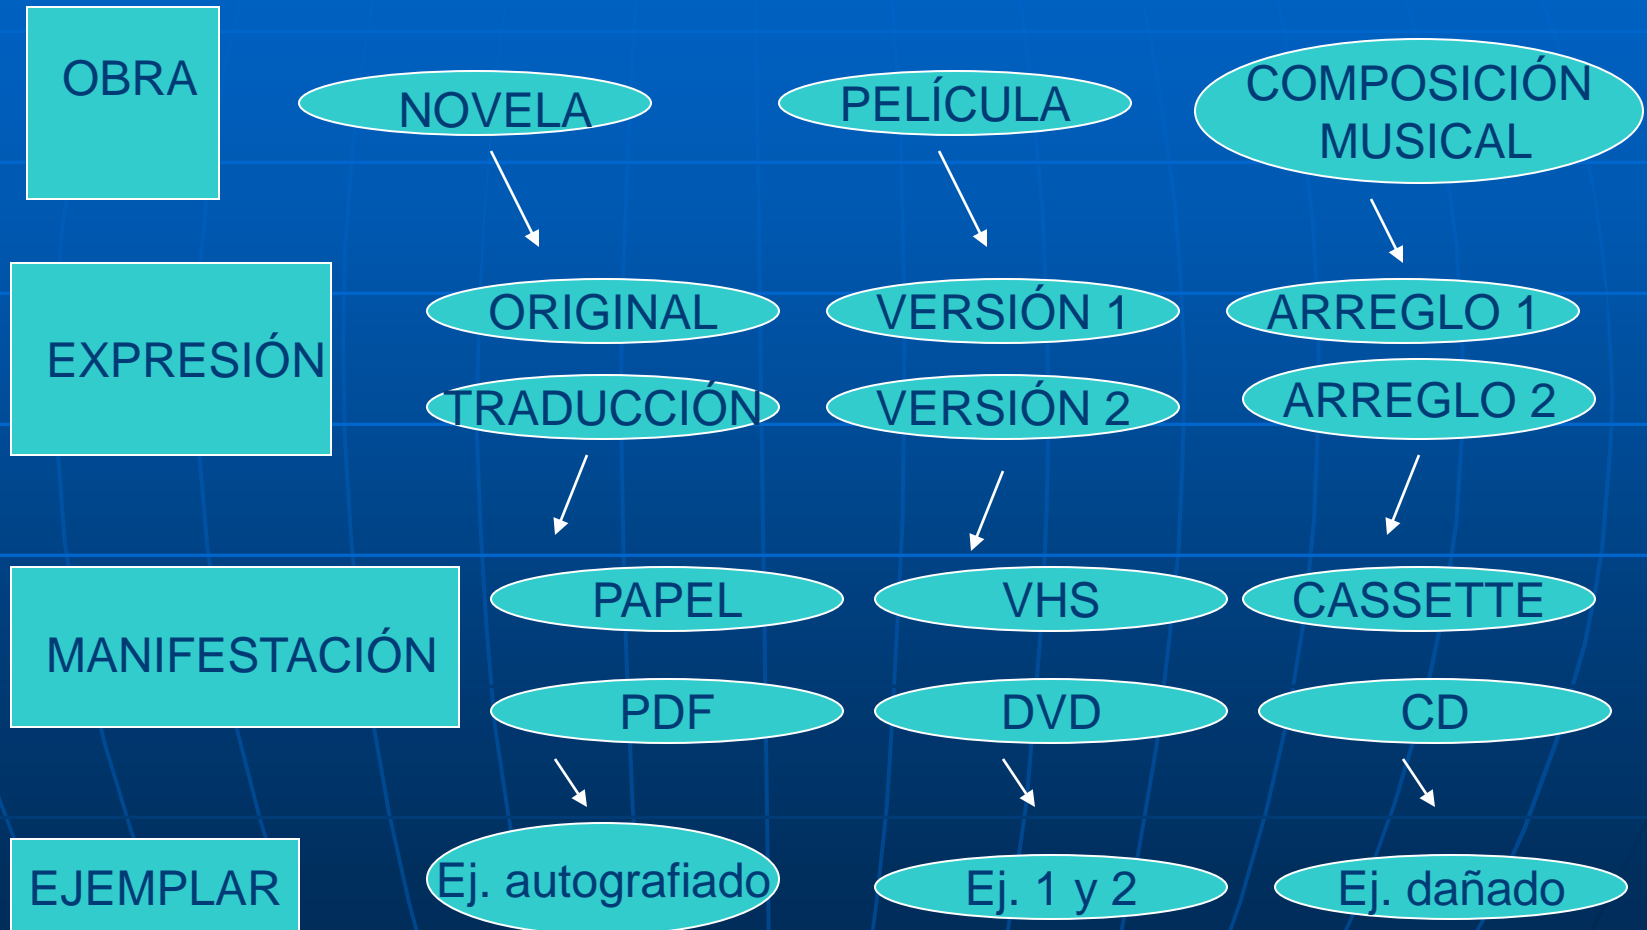 OBRA
NOVELA
PELÍCULA
COMPOSICIÓN
MUSICAL
EXPRESIÓN
ORIGINAL
VERSIÓN 1
ARREGLO 1
TRADUCCIÓN
VERSIÓN 2
ARREGLO 2
MANIFESTACIÓN
PAPEL
VHS
CASSETTE
PDF
DVD
CD
EJEMPLAR
Ej. autografiado
Ej. 1 y 2
Ej. dañado